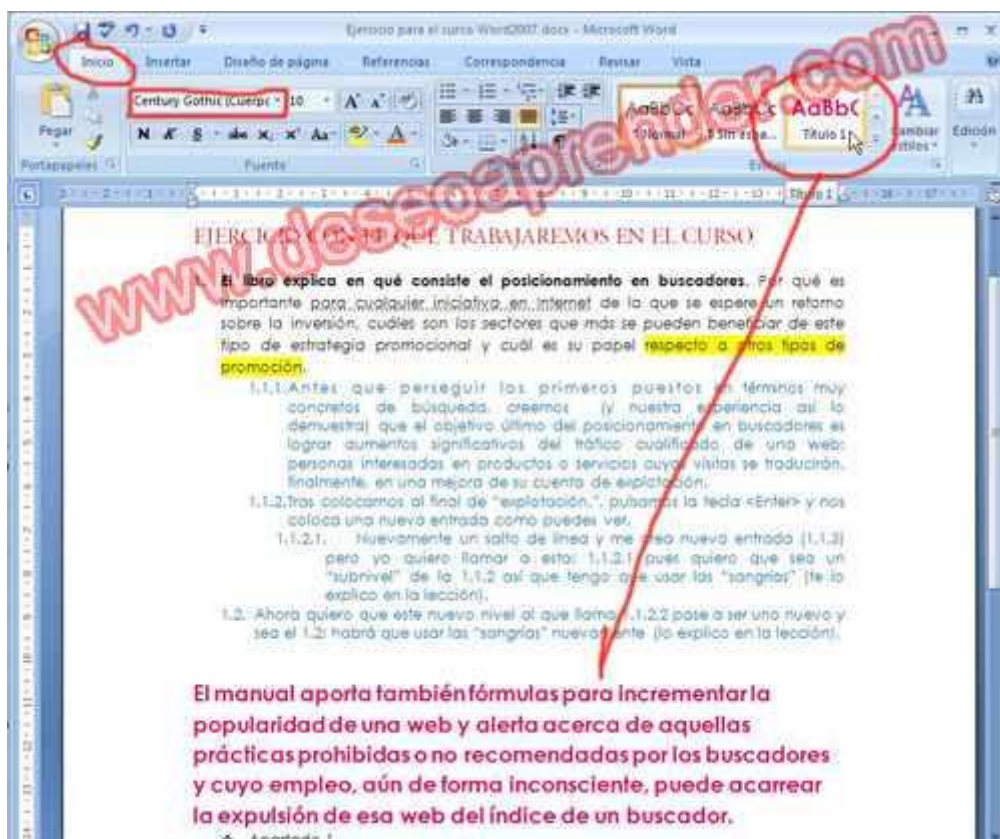 Ejercicio para el curso Word2007.docx - Microsoft Word
Inicio Insertar Diseño de página Referencias Correspondencia Revisar Vista
Century Gothic (Cuerpo 10
AaBbCc AaBbCc AaBbC
Pegar
N K S abc x, x' Aa
¶ Normal ¶ Sin espa... Título 1
Cambiar estilos
Edición
Portapapeles Fuente
Título 1
www.deseoaprender.com
EJERCICIO CON EL QUE TRABAJAREMOS EN EL CURSO
El libro explica en qué consiste el posicionamiento en buscadores. Por qué es
importante para cualquier iniciativa en Internet de la que se espere un retorno
sobre la inversión, cuáles son los sectores que más se pueden beneficiar de este
tipo de estrategia promocional y cuál es su papel respecto a otros tipos de
promoción.
1.1.1.Antes que perseguir los primeros puestos en términos muy
concretos de búsqueda, creemos (y nuestra experiencia así lo
demuestra) que el objetivo último del posicionamiento en buscadores es
lograr aumentos significativos del tráfico cualificado de una web:
personas interesadas en productos o servicios cuyas visitas se traducirán,
finalmente, en una mejora de su cuenta de explotación.
1.1.2.Tras colocarnos al final de "explotación.", pulsamos la tecla <Enter> y nos
coloca una nueva entrada como puedes ver.
1.1.2.1. Nuevamente un salto de línea y me crea nueva entrada (1.1.3)
pero yo quiero llamar a esta: 1.1.2.1 pues quiero que sea un
"subnivel" de la 1.1.2 así que tengo que usar las "sangrías" (te lo
explico en la lección).
1.2. Ahora quiero que este nuevo nivel al que llama 1.1.2.2 pase a ser uno nuevo y
sea el 1.2: habrá que usar las "sangrías" nuevamente (lo explico en la lección).
El manual aporta también fórmulas para incrementar la
popularidad de una web y alerta acerca de aquellas
prácticas prohibidas o no recomendadas por los buscadores
y cuyo empleo, aún de forma inconsciente, puede acarrear
la expulsión de esa web del índice de un buscador.
Apartado 1